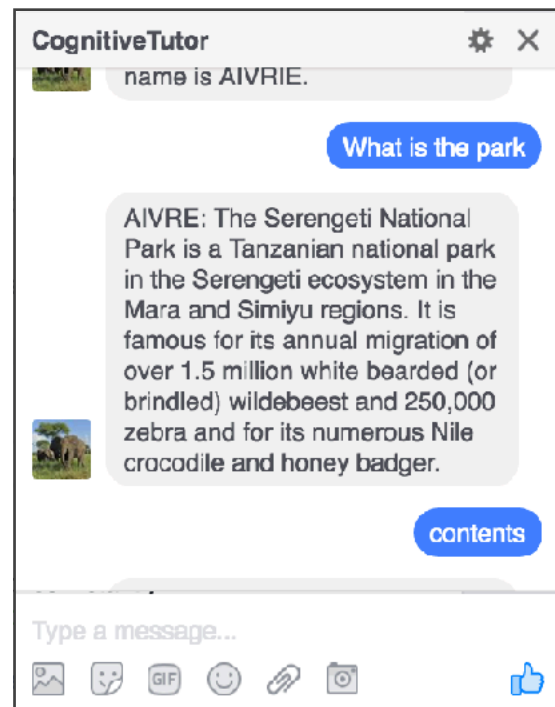 CognitiveTutor
name is AIVRIE.
What is the park
AIVRE: The Serengeti National
Park is a Tanzanian national park
in the Serengeti ecosystem in the
Mara and Simiyu regions. It is
famous for its annual migration of
over 1.5 million white bearded (or
brindled) wildebeest and 250,000
zebra and for its numerous Nile
crocodile and honey badger.
contents
Type a message...
GIF